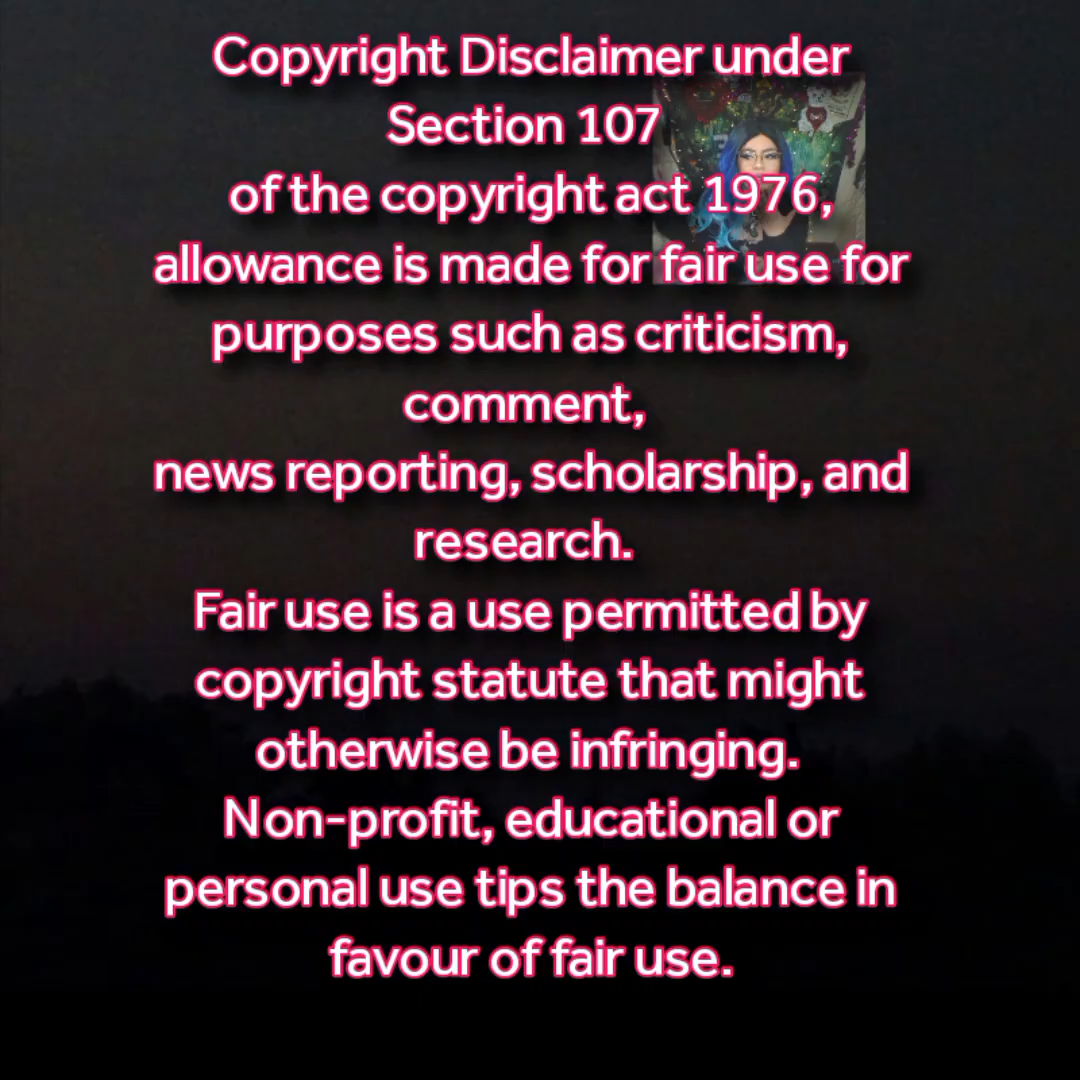 Copyright Disclaimer under
Section 107
of the copyright act 1976,
allowance is made for fair use for
purposes such as criticism,
comment,
news reporting, scholarship, and
research.
Fair use is a use permitted by
copyright statute that might
otherwise be infringing.
Non-profit, educational or
personal use tips the balance in
favour of fair use.